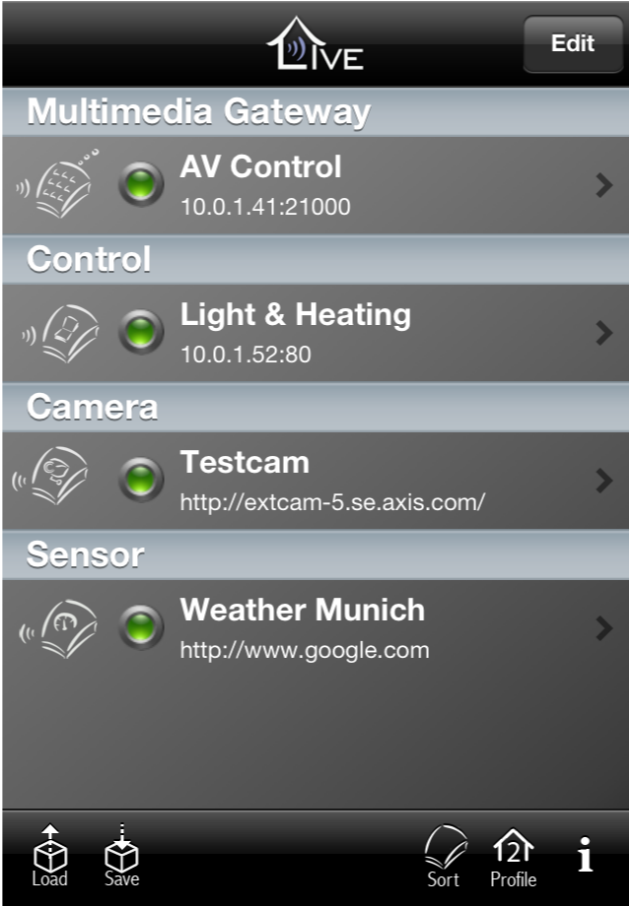 LIVE
Edit
Multimedia Gateway
AV Control
10.0.1.41:21000
Control
Light & Heating
10.0.1.52:80
Camera
Testcam
http://extcam-5.se.axis.com/
Sensor
Weather Munich
http://www.google.com
12
Load Save Sort Profile i